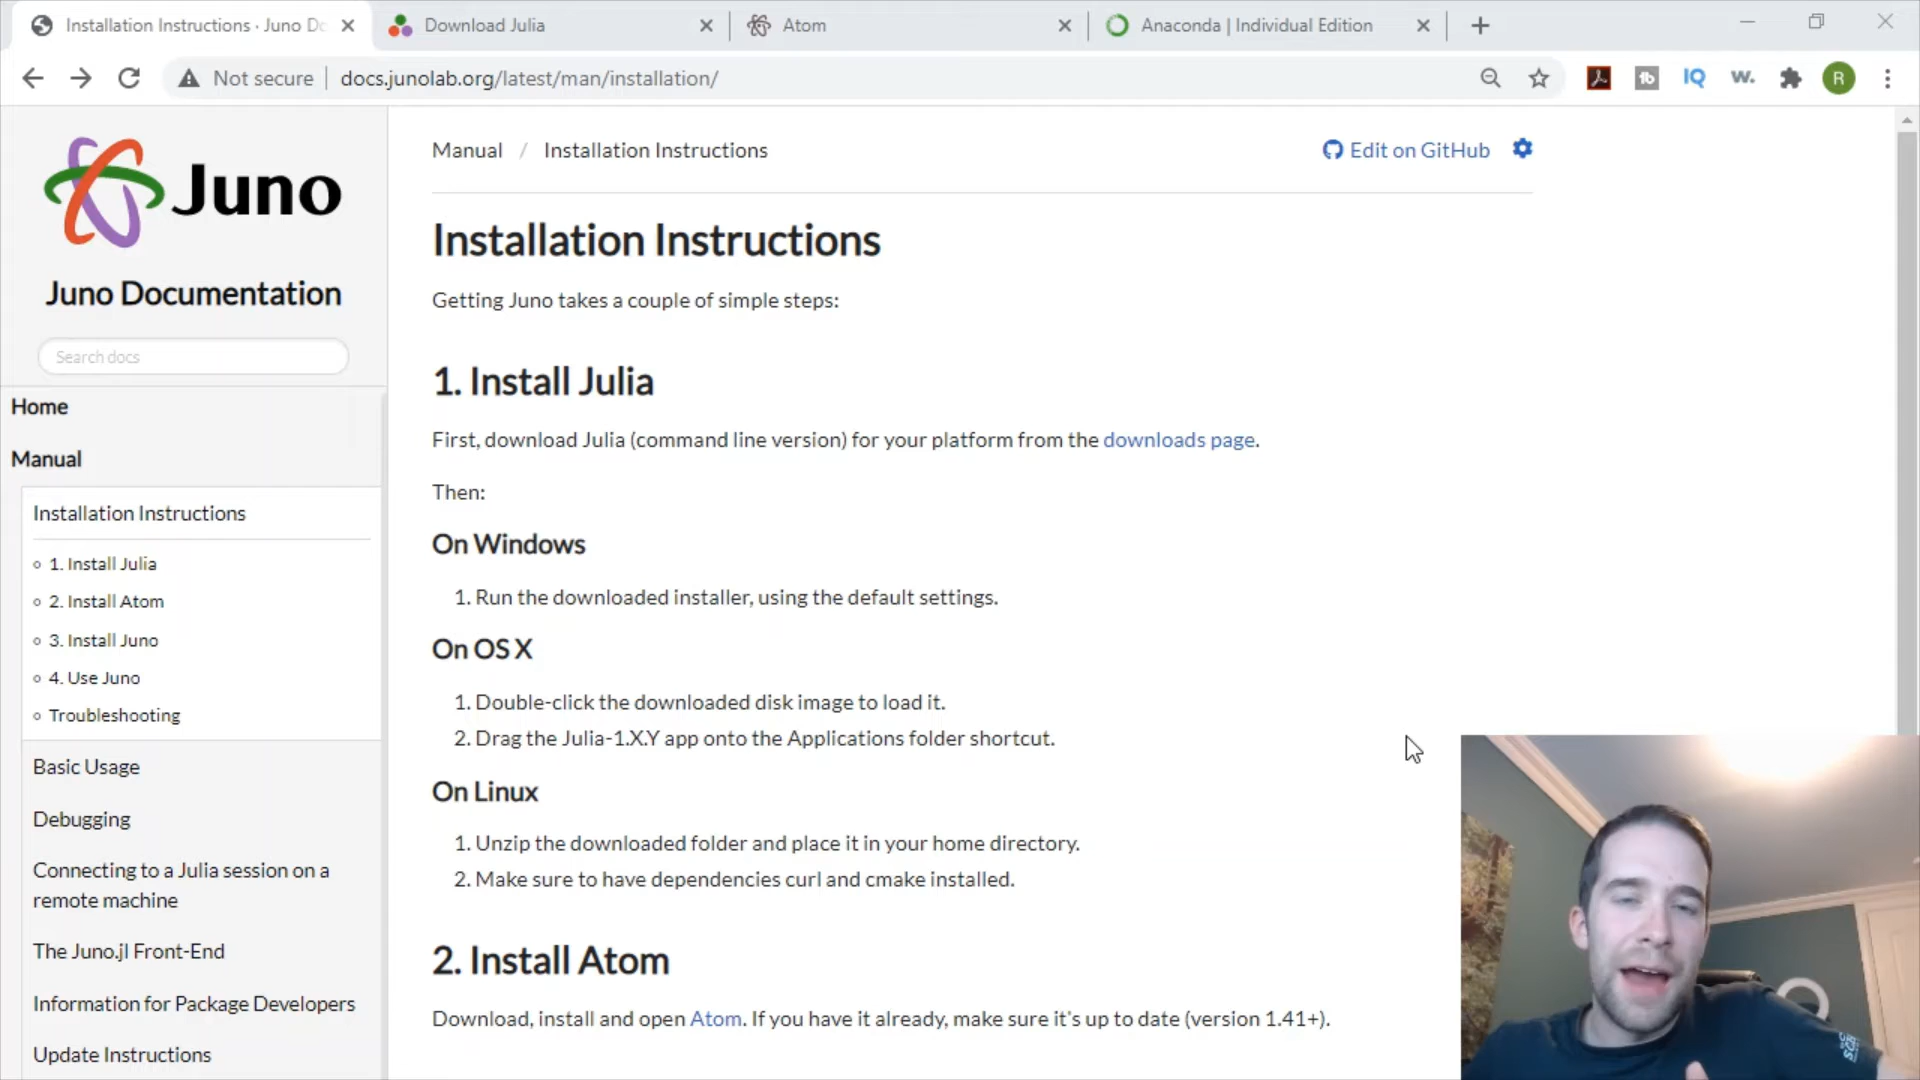 Installation Instructions · Juno Do
Download Julia
Atom
Anaconda | Individual Edition
Not secure
docs.junolab.org/latest/man/installation/
IQ
w.
R
Juno
Juno Documentation
Search docs
Home
Manual
Installation Instructions
1. Install Julia
2. Install Atom
3. Install Juno
4. Use Juno
Troubleshooting
Basic Usage
Debugging
Connecting to a Julia session on a
remote machine
The Juno.jl Front-End
Information for Package Developers
Update Instructions
Manual / Installation Instructions
Edit on GitHub
Installation Instructions
Getting Juno takes a couple of simple steps:
1. Install Julia
First, download Julia (command line version) for your platform from the downloads page.
Then:
On Windows
1. Run the downloaded installer, using the default settings.
On OS X
1. Double-click the downloaded disk image to load it.
2. Drag the Julia-1.X.Y app onto the Applications folder shortcut.
On Linux
1. Unzip the downloaded folder and place it in your home directory.
2. Make sure to have dependencies curl and cmake installed.
2. Install Atom
Download, install and open Atom. If you have it already, make sure it's up to date (version 1.41+).